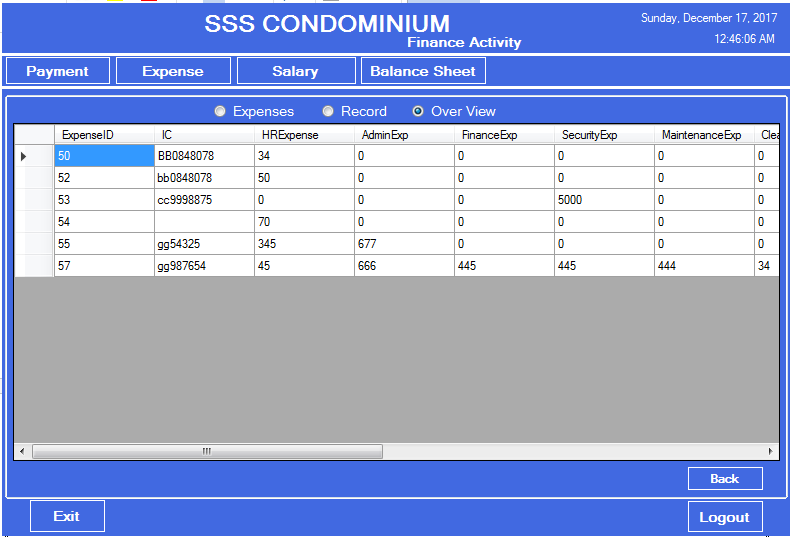 SSS CONDOMINIUM
Finance Activity
Sunday, December 17, 2017
12:46:06 AM
Payment Expense Salary Balance Sheet
Expenses Record Over View
ExpenseID IC HRExpense AdminExp FinanceExp SecurityExp MaintenanceExp Clea
50 BB0848078 34 0 0 0 0 0
52 bb0848078 50 0 0 0 0 0
53 cc9998875 0 0 0 5000 0 0
54 70 0 0 0 0 0
55 gg54325 345 677 0 0 0 0
57 gg987654 45 666 445 445 444 34
Back
Exit
Logout